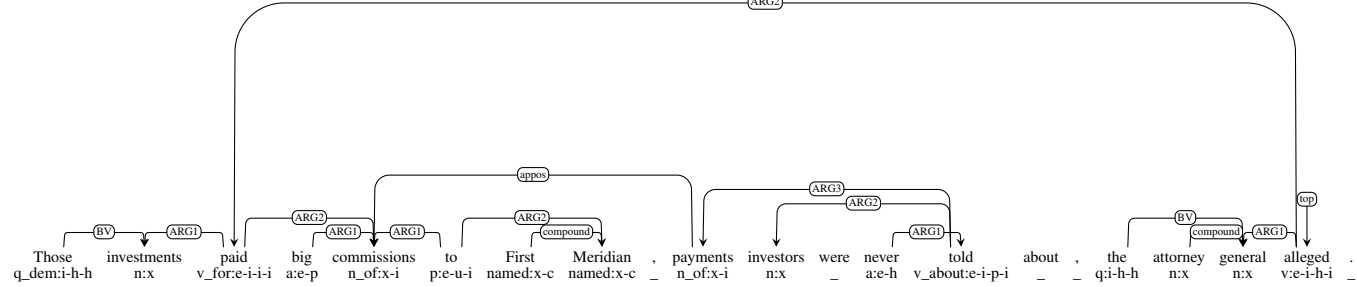 ARG2
appos
ARG3
ARG2
ARG2 ARG2 BV top
BV ARG1 ARG1 ARG1 compound ARG1 compound ARG1
Those investments paid big commissions to First Meridian , payments investors were never told about , the attorney general alleged .
q_dem:i-h-h n:x v_for:e-i-i-i a:e-p n_of:x-i p:e-u-i named:x-c named:x-c _ n_of:x-i n:x _ a:e-h v_about:e-i-p-i _ _ q:i-h-h n:x n:x v:e-i-h-i _